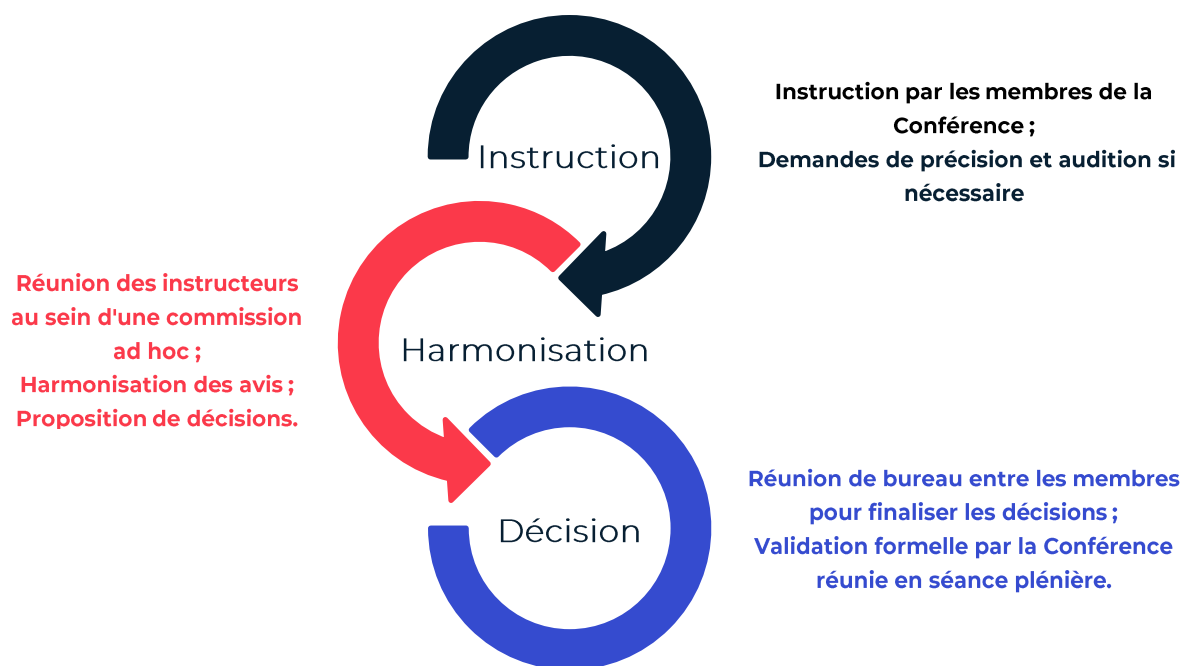 Instruction
Instruction par les membres de la
Conférence ;
Demandes de précision et audition si
nécessaire
Harmonisation
Réunion des instructeurs
au sein d'une commission
ad hoc ;
Harmonisation des avis ;
Proposition de décisions.
Décision
Réunion de bureau entre les membres
pour finaliser les décisions ;
Validation formelle par la Conférence
réunie en séance plénière.